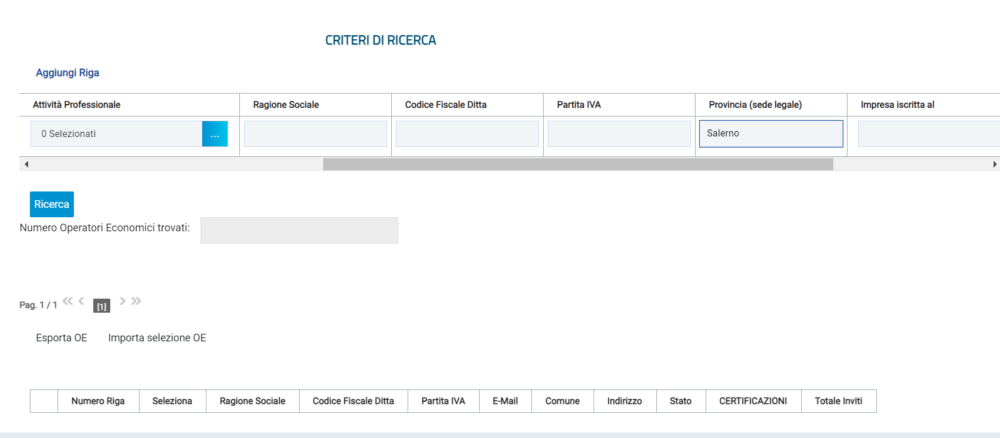 CRITERI DI RICERCA
Aggiungi Riga
Attività Professionale Ragione Sociale Codice Fiscale Ditta Partita IVA Provincia (sede legale) Impresa iscritta al
0 Selezionati ... Salerno
Ricerca
Numero Operatori Economici trovati:
Pag. 1 / 1 [1]
Esporta OE Importa selezione OE
Numero Riga Seleziona Ragione Sociale Codice Fiscale Ditta Partita IVA E-Mail Comune Indirizzo Stato CERTIFICAZIONI Totale Inviti